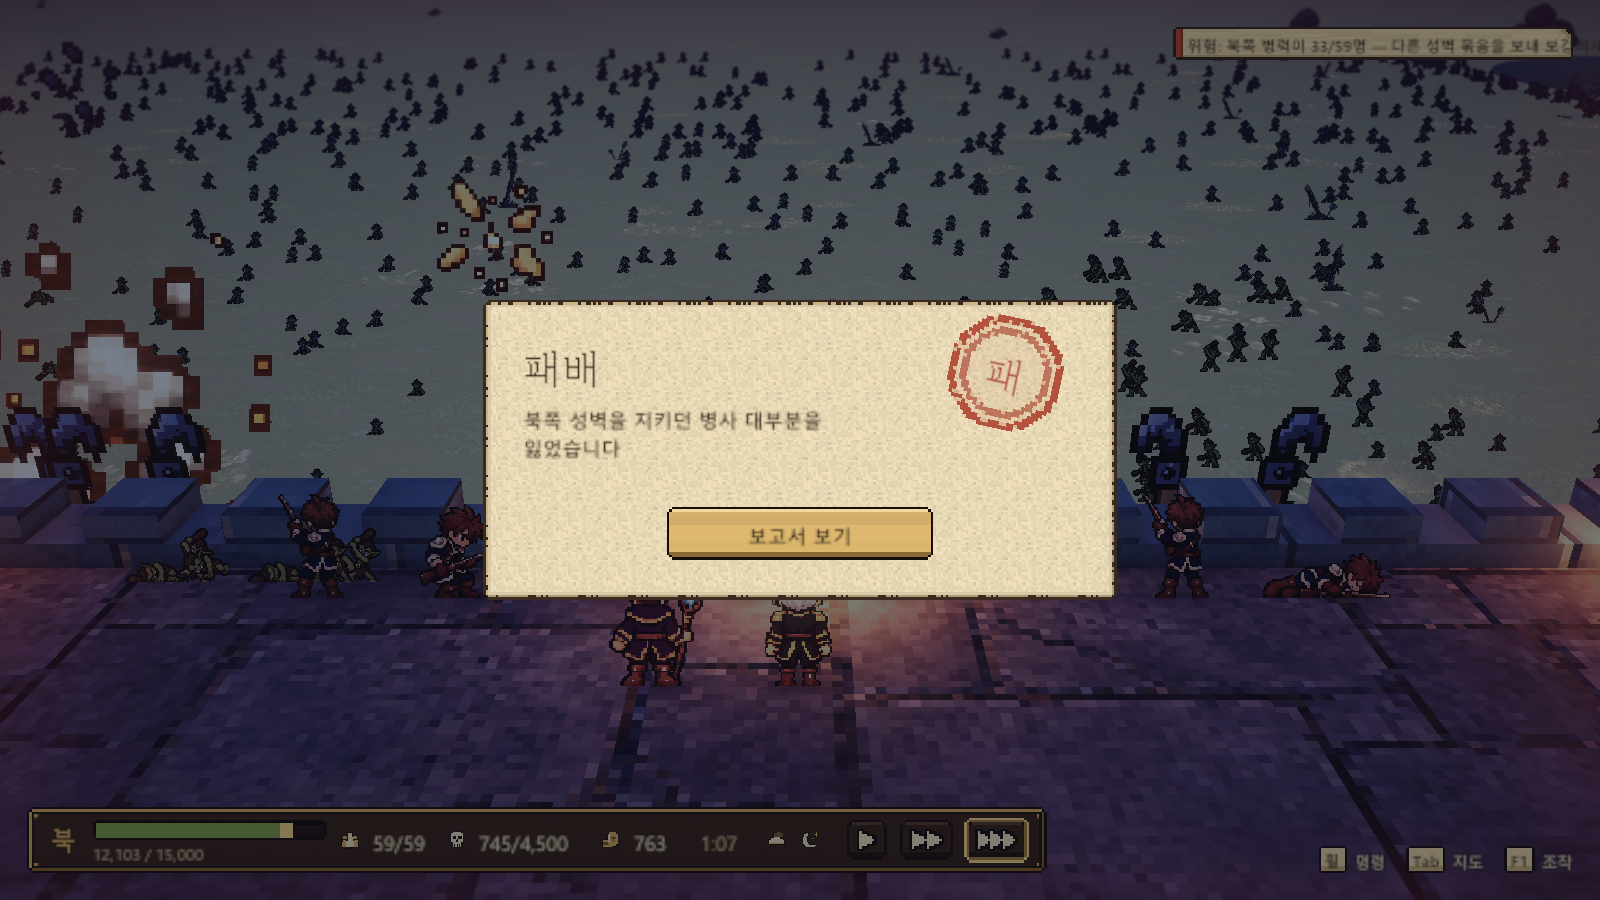 위험: 북쪽 병력이 33/59명 — 다른 성벽 묶음을 보내 보강
패배
패
북쪽 성벽을 지키던 병사 대부분을
잃었습니다
보고서 보기
북 12,103 / 15,000 59/59 745/4,500 763 1:07
휠 명령 Tab 지도 F1 조작